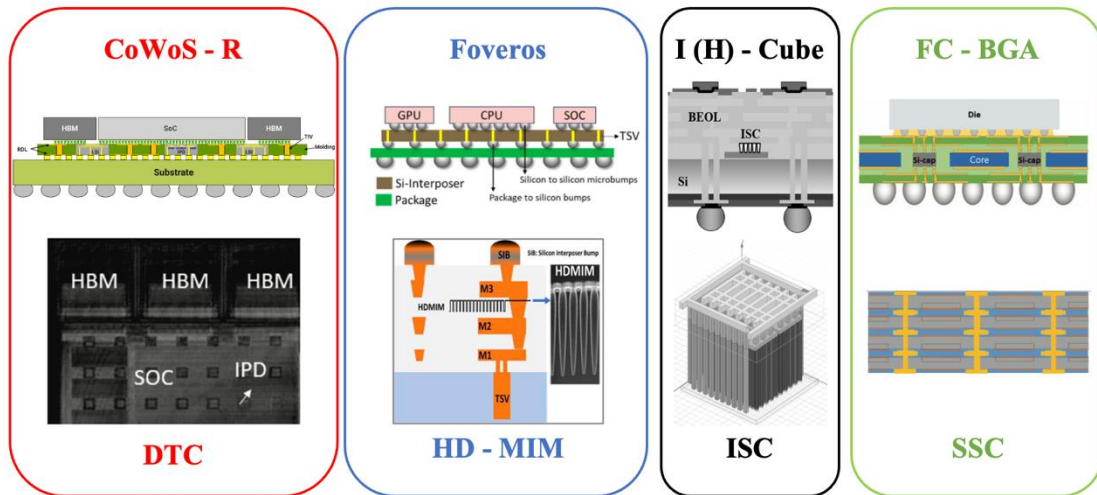 CoWoS - R
HBM
SoC
HBM
TIV
RDL
Molding
Substrate
HBM
HBM
HBM
SOC
IPD
DTC
Foveros
GPU
CPU
SOC
TSV
Si-Interposer
Package
Silicon to silicon microbumps
Package to silicon bumps
SIB
SIB: Silicon Interposer Bump
HDMIM
M3
HDMIM
M2
M1
TSV
HD - MIM
I (H) - Cube
BEOL
ISC
Si
ISC
FC - BGA
Die
Si-cap
Core
Si-cap
SSC